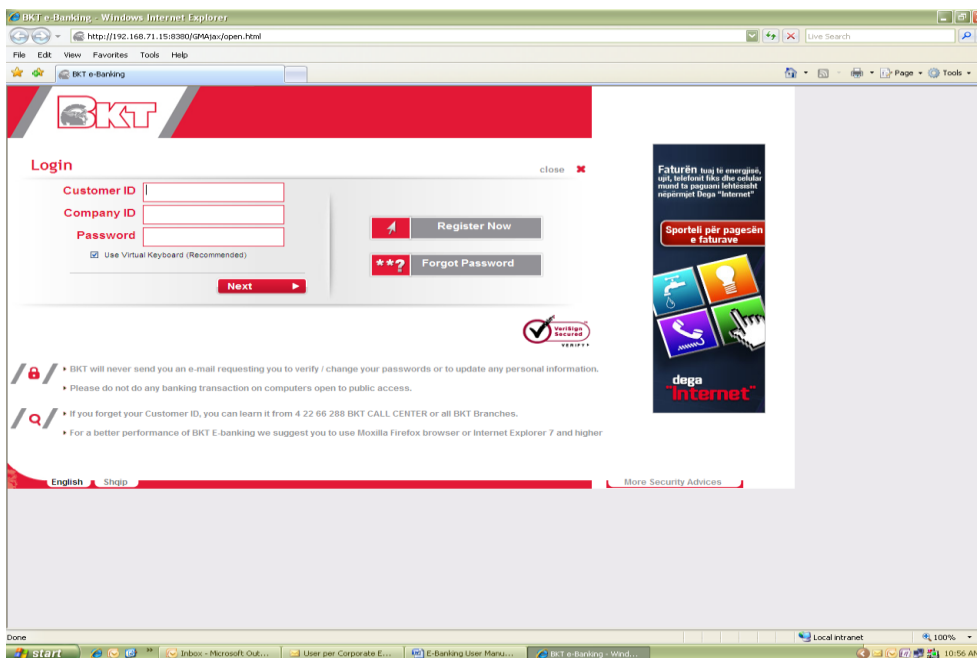 BKT e-Banking - Windows Internet Explorer
http://192.168.71.15:8380/GMAjax/open.html
Live Search
File Edit View Favorites Tools Help
BKT e-Banking
Page Tools
BKT
Login
close
Customer ID
Company ID
Password
Use Virtual Keyboard (Recommended)
Next
Register Now
**? Forgot Password
VeriSign
Secured
VERIFY
Faturën tuaj të energjisë,
ujit, telefonit fiks dhe celular
mund ta paguani lehtësisht
nëpërmjet Dega "Internet"
Sporteli për pagesën
e faturave
dega
"Internet"
BKT will never send you an e-mail requesting you to verify / change your passwords or to update any personal information.
Please do not do any banking transaction on computers open to public access.
If you forget your Customer ID, you can learn it from 4 22 66 288 BKT CALL CENTER or all BKT Branches.
For a better performance of BKT E-banking we suggest you to use Moxilla Firefox browser or Internet Explorer 7 and higher
English Shqip
More Security Advices
Done
Local intranet
100%
start
Inbox - Microsoft Out...
User per Corporate E...
E-Banking User Manu...
BKT e-Banking - Wind...
10:56 AM